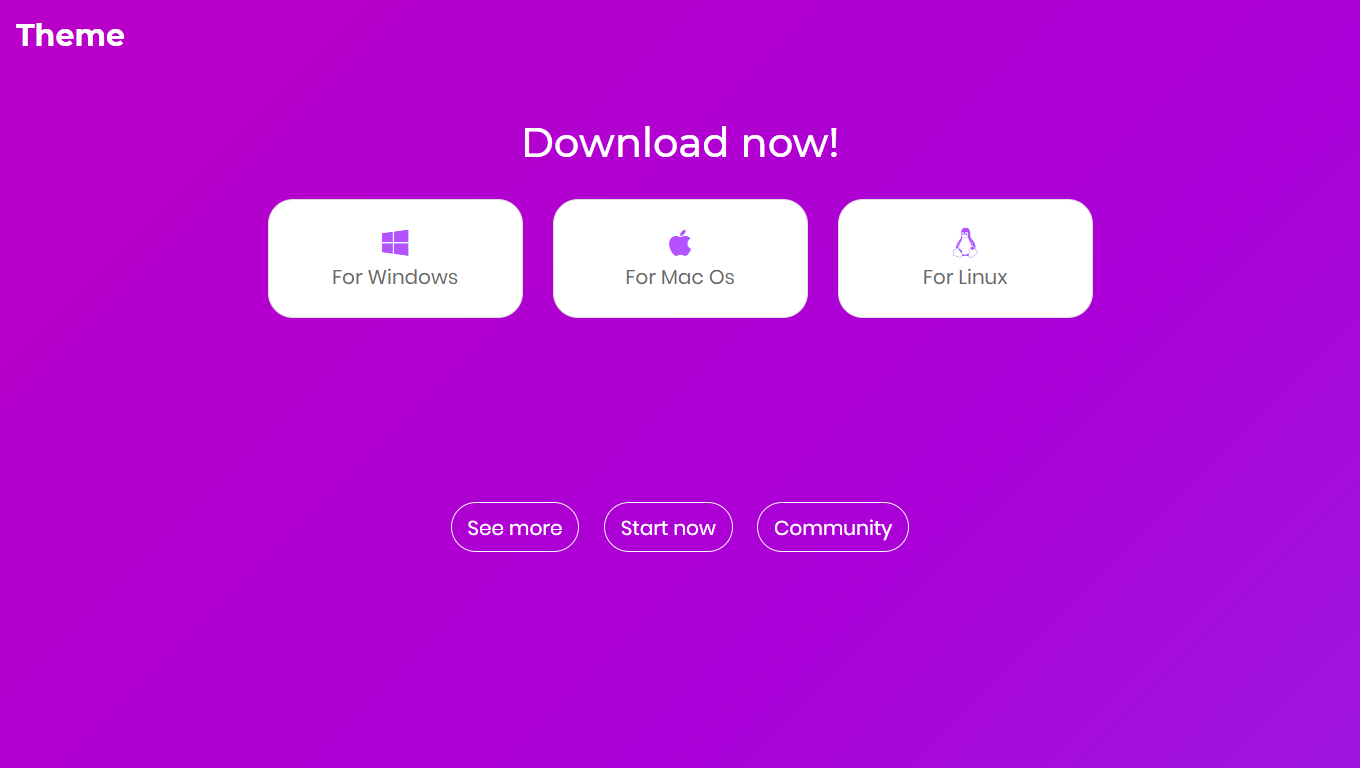 Theme
Download now!
For Windows
For Mac Os
For Linux
See more
Start now
Community